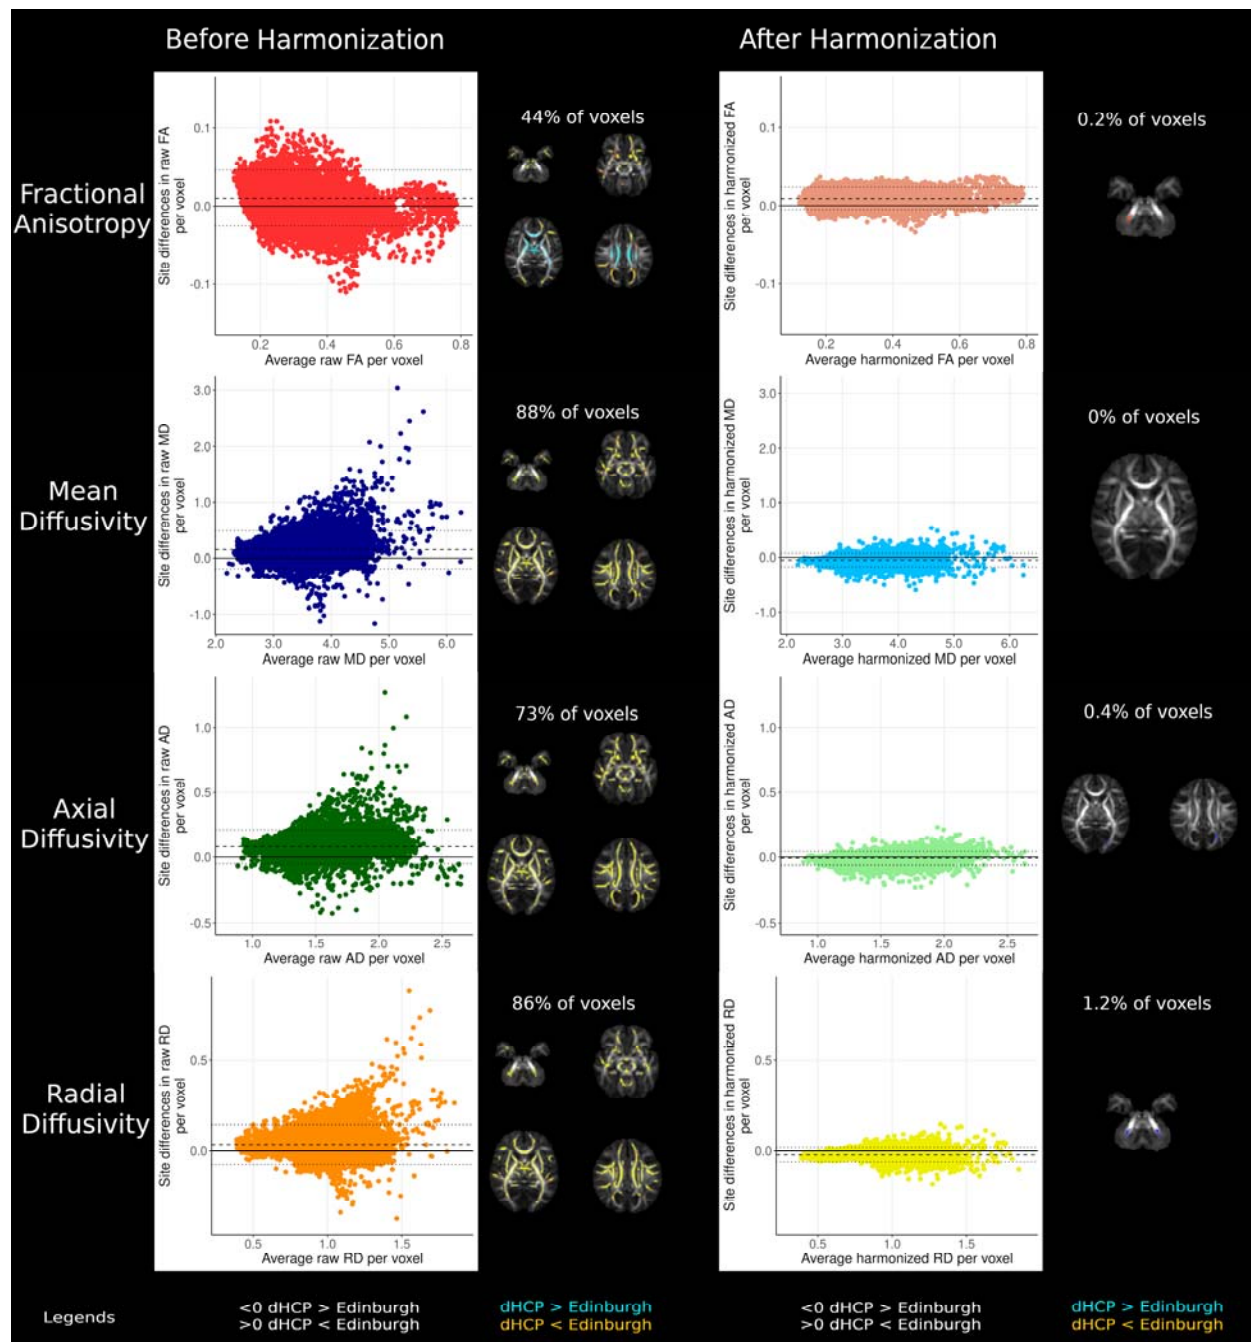 Before Harmonization
After Harmonization
Fractional
Anisotropy
Site differences in raw FA
per voxel
0.1
0.0
-0.1
0.2
0.4
0.6
0.8
Average raw FA per voxel
44% of voxels
Site differences in harmonized FA
per voxel
0.1
0.0
-0.1
0.2
0.4
0.6
0.8
Average harmonized FA per voxel
0.2% of voxels
Mean
Diffusivity
Site differences in raw MD
per voxel
3.0
2.0
1.0
0.0
-1.0
2.0
3.0
4.0
5.0
6.0
Average raw MD per voxel
88% of voxels
Site differences in harmonized MD
per voxel
3.0
2.0
1.0
0.0
-1.0
2.0
3.0
4.0
5.0
6.0
Average harmonized MD per voxel
0% of voxels
Axial
Diffusivity
Site differences in raw AD
per voxel
1.0
0.5
0.0
-0.5
1.0
1.5
2.0
2.5
Average raw AD per voxel
73% of voxels
Site differences in harmonized AD
per voxel
1.0
0.5
0.0
-0.5
1.0
1.5
2.0
2.5
Average harmonized AD per voxel
0.4% of voxels
Radial
Diffusivity
Site differences in raw RD
per voxel
0.5
0.0
0.5
1.0
1.5
Average raw RD per voxel
86% of voxels
Site differences in harmonized RD
per voxel
0.5
0.0
0.5
1.0
1.5
Average harmonized RD per voxel
1.2% of voxels
Legends
<0 dHCP > Edinburgh
>0 dHCP < Edinburgh
dHCP > Edinburgh
dHCP < Edinburgh
<0 dHCP > Edinburgh
>0 dHCP < Edinburgh
dHCP > Edinburgh
dHCP < Edinburgh